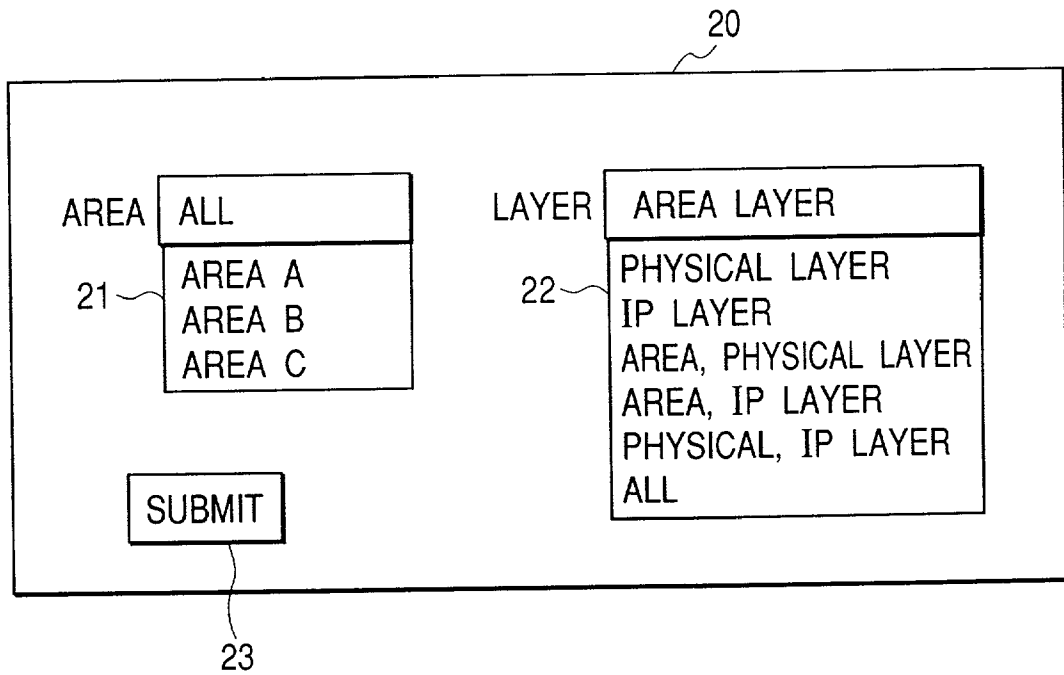 20
AREA ALL
AREA A
AREA B
AREA C
21
LAYER AREA LAYER
PHYSICAL LAYER
IP LAYER
AREA, PHYSICAL LAYER
AREA, IP LAYER
PHYSICAL, IP LAYER
ALL
22
SUBMIT
23